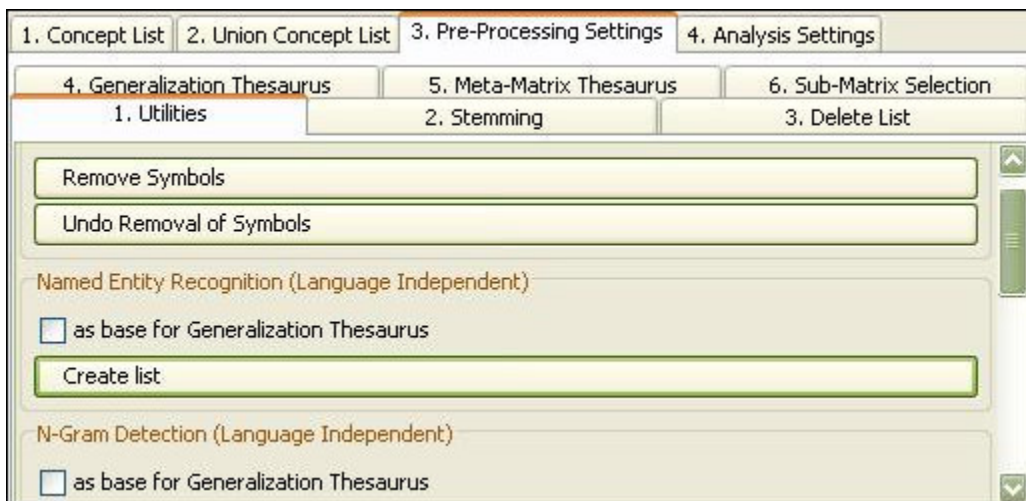 1. Concept List 2. Union Concept List 3. Pre-Processing Settings 4. Analysis Settings
4. Generalization Thesaurus 5. Meta-Matrix Thesaurus 6. Sub-Matrix Selection
1. Utilities 2. Stemming 3. Delete List
Remove Symbols
Undo Removal of Symbols
Named Entity Recognition (Language Independent)
as base for Generalization Thesaurus
Create list
N-Gram Detection (Language Independent)
as base for Generalization Thesaurus